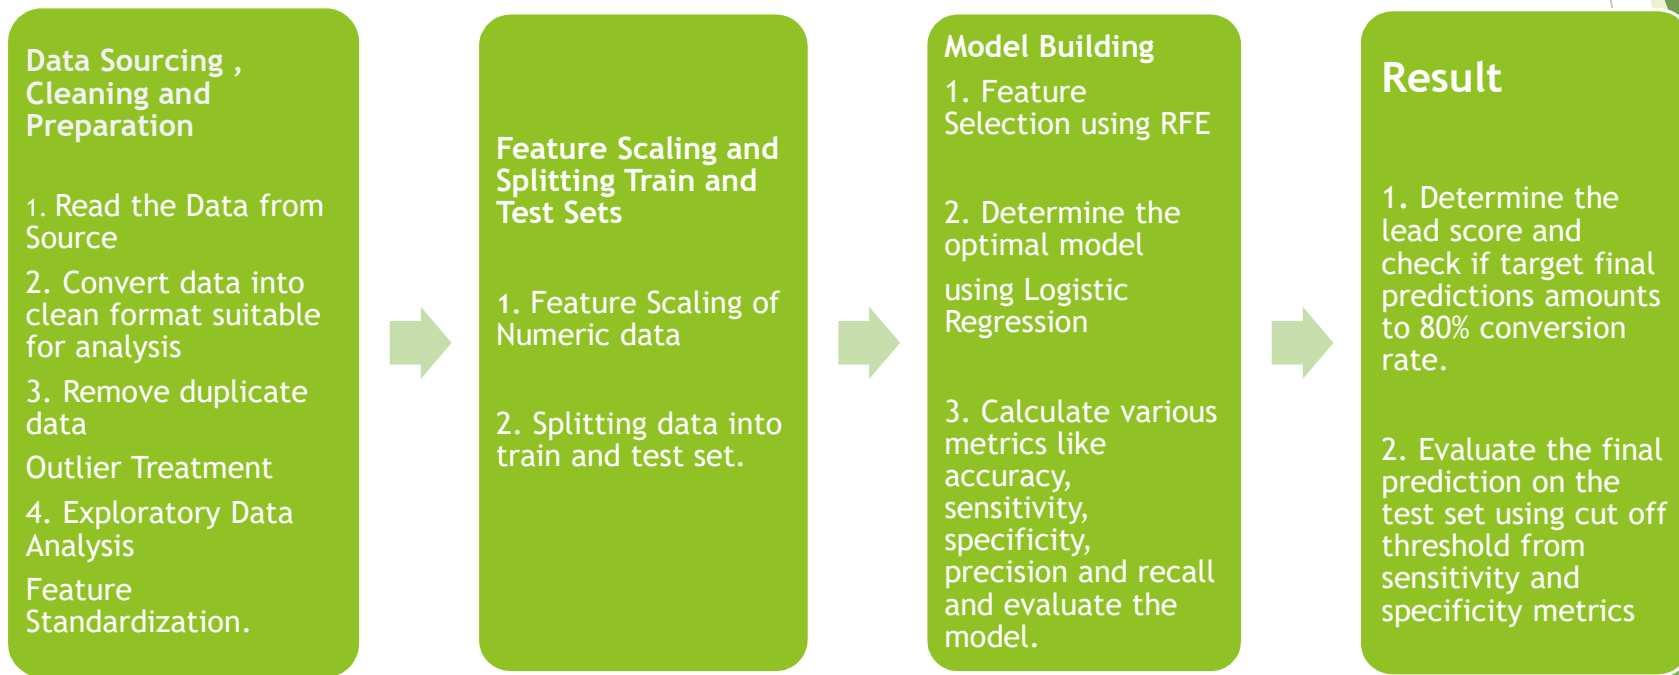 Data Sourcing ,
Cleaning and
Preparation
1. Read the Data from
Source
2. Convert data into
clean format suitable
for analysis
3. Remove duplicate
data
Outlier Treatment
4. Exploratory Data
Analysis
Feature
Standardization.
Feature Scaling and
Splitting Train and
Test Sets
1. Feature Scaling of
Numeric data
2. Splitting data into
train and test set.
Model Building
1. Feature
Selection using RFE
2. Determine the
optimal model
using Logistic
Regression
3. Calculate various
metrics like
accuracy,
sensitivity,
specificity,
precision and recall
and evaluate the
model.
Result
1. Determine the
lead score and
check if target final
predictions amounts
to 80% conversion
rate.
2. Evaluate the final
prediction on the
test set using cut off
threshold from
sensitivity and
specificity metrics